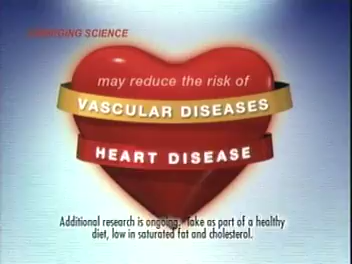 EMERGING SCIENCE
may reduce the risk of
VASCULAR DISEASES
HEART DISEASE
Additional research is ongoing. Take as part of a healthy
diet, low in saturated fat and cholesterol.